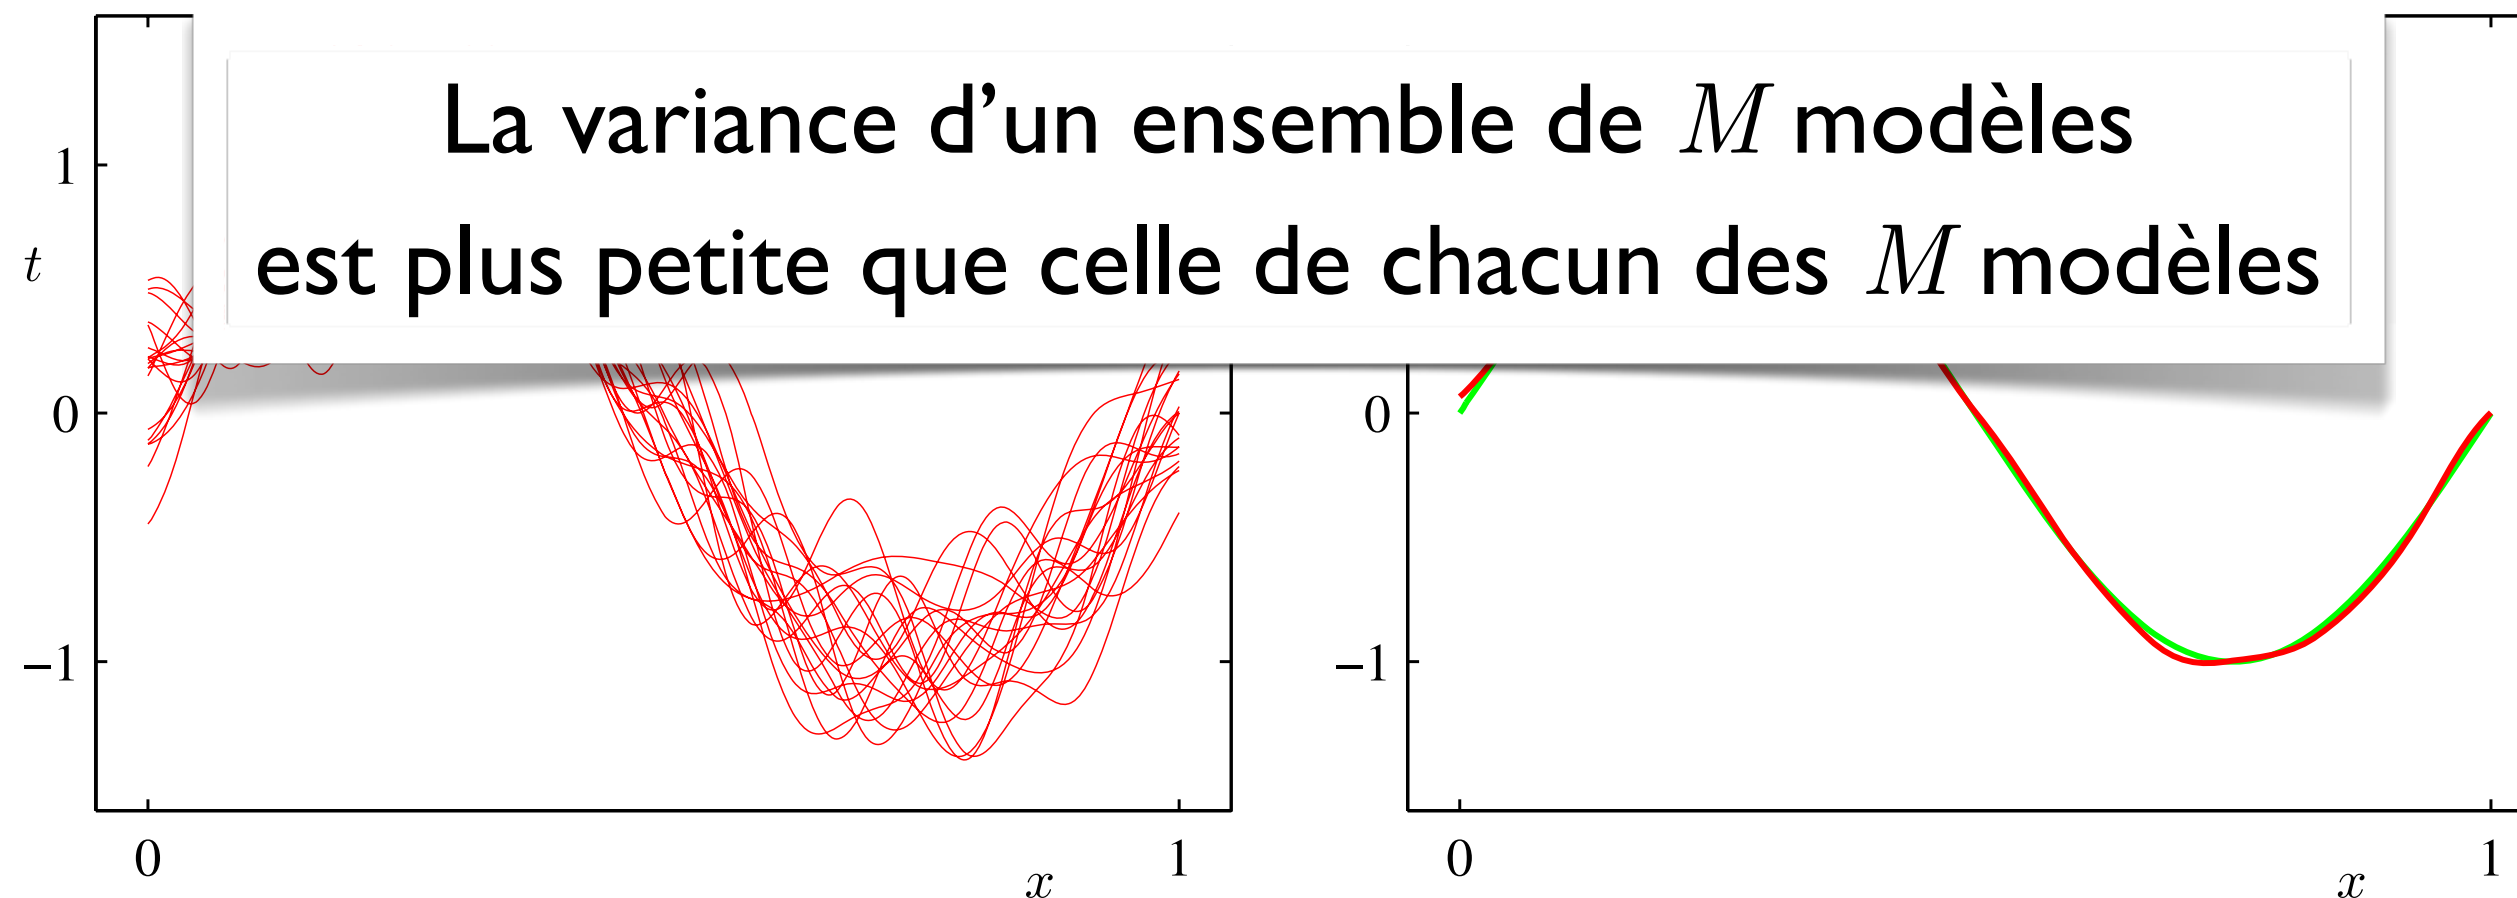 La variance d’un ensemble de M modèles
est plus petite que celle de chacun des M modèles
1
t
0
0
−1
−1
0
x
1
0
x
1